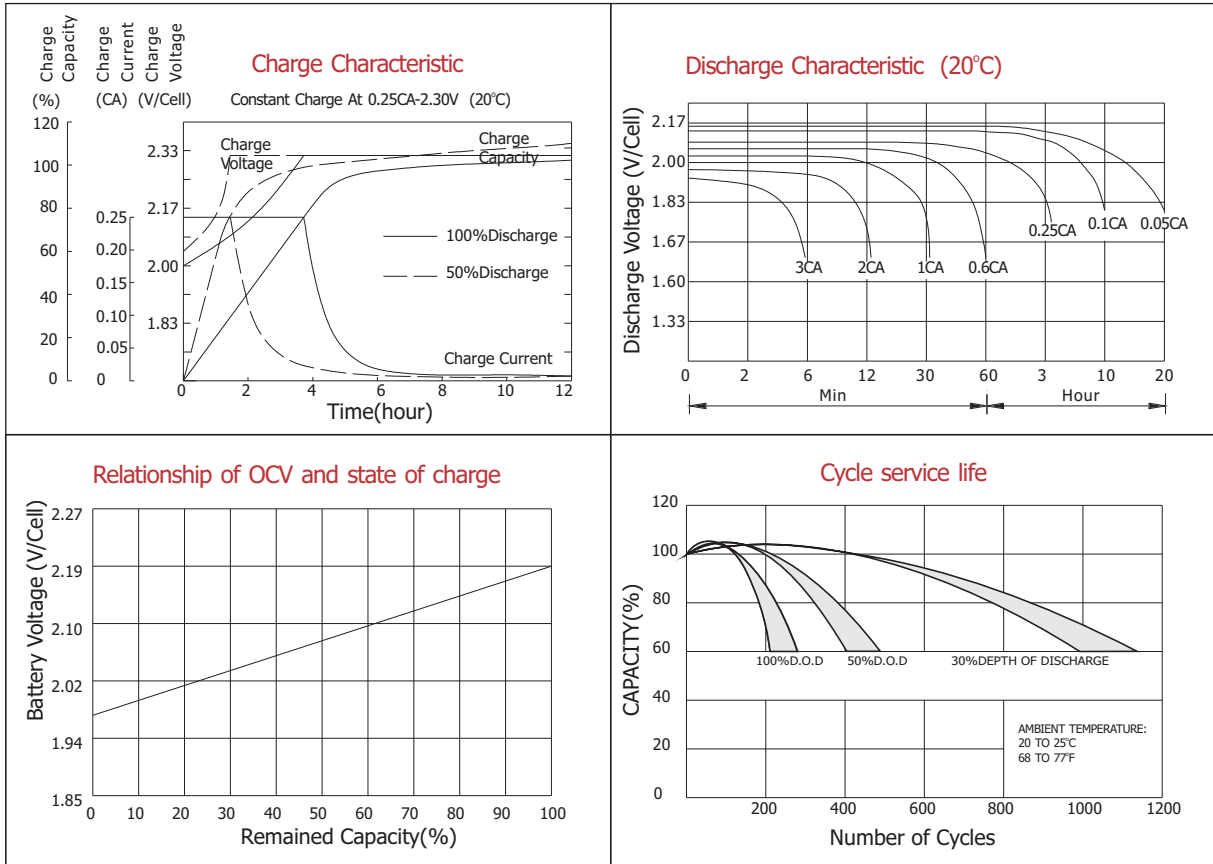 Charge
Capacity
Charge
Current
Charge
Voltage
(%)
(CA)
(V/Cell)
Charge Characteristic
Constant Charge At 0.25CA-2.30V (20°C)
120
100
80
60
40
20
0
0.25
0.20
0.15
0.10
0.05
0
2.33
2.17
2.00
1.83
Charge
Voltage
Charge
Capacity
100%Discharge
50%Discharge
Charge Current
0 2 4 6 8 10 12
Time(hour)
Discharge Characteristic (20°C)
Discharge Voltage (V/Cell)
2.17
2.00
1.83
1.67
1.60
1.33
3CA
2CA
1CA
0.6CA
0.25CA
0.1CA
0.05CA
0 2 6 12 30 60 3 10 20
Min
Hour
Relationship of OCV and state of charge
Battery Voltage (V/Cell)
2.27
2.19
2.10
2.02
1.94
1.85
0 10 20 30 40 50 60 70 80 90 100
Remained Capacity(%)
Cycle service life
CAPACITY(%)
120
100
80
60
40
20
0
100%D.O.D
50%D.O.D
30%DEPTH OF DISCHARGE
AMBIENT TEMPERATURE:
20 TO 25°C
68 TO 77°F
200 400 600 800 1000 1200
Number of Cycles